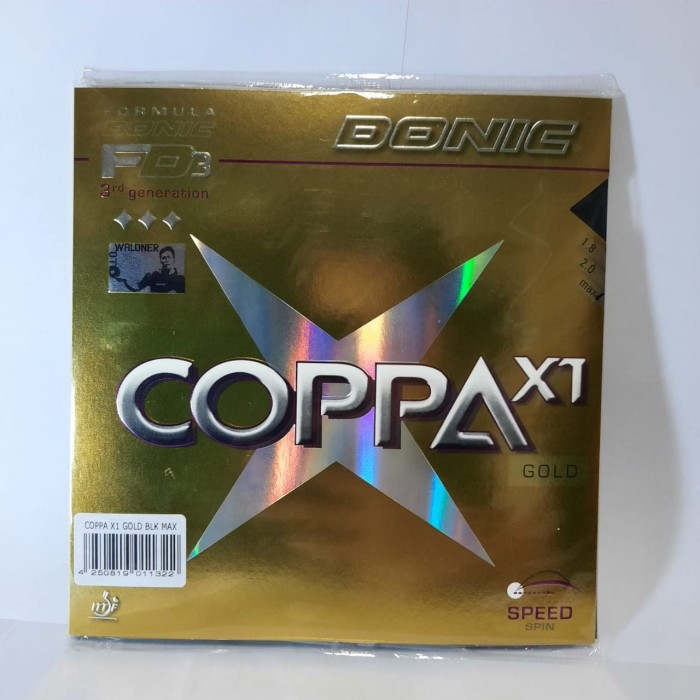 FORMULA
DONIC
DONIC
FD3
3rd generation
WALDNER
J.O.
1.8
2.0
max
COPPA X1
GOLD
COPPA X1 GOLD BLK MAX
4 250819 011322
ITTF
SPEED
SPIN